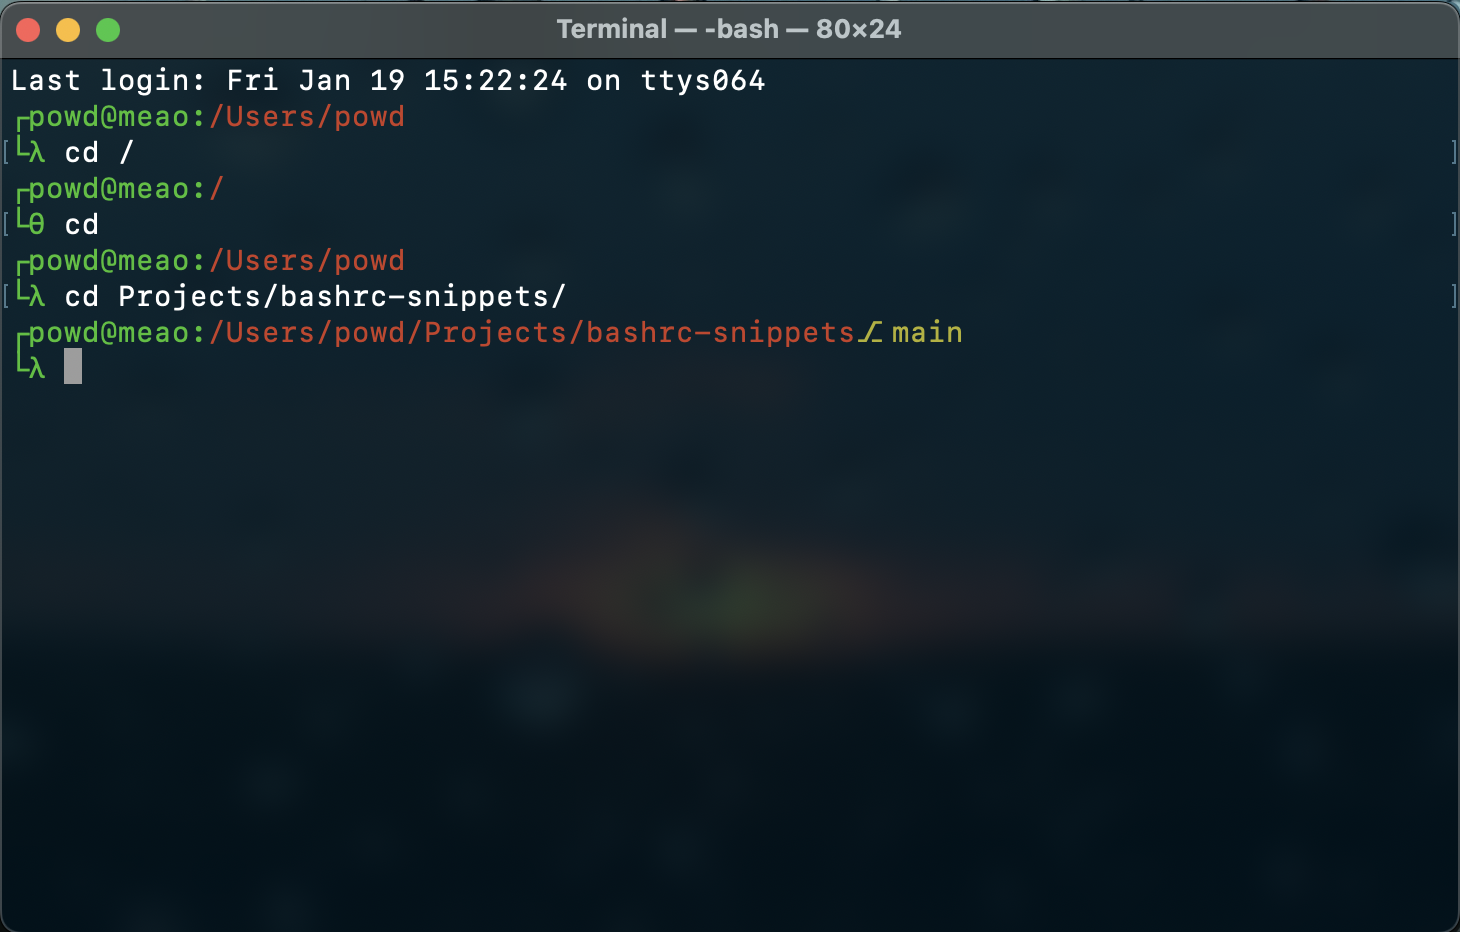 Terminal — -bash — 80×24
Last login: Fri Jan 19 15:22:24 on ttys064
┌powd@meao:/Users/powd
[└λ cd / ]
┌powd@meao:/
[└θ cd ]
┌powd@meao:/Users/powd
[└λ cd Projects/bashrc-snippets/ ]
┌powd@meao:/Users/powd/Projects/bashrc-snippets⎇ main
└λ